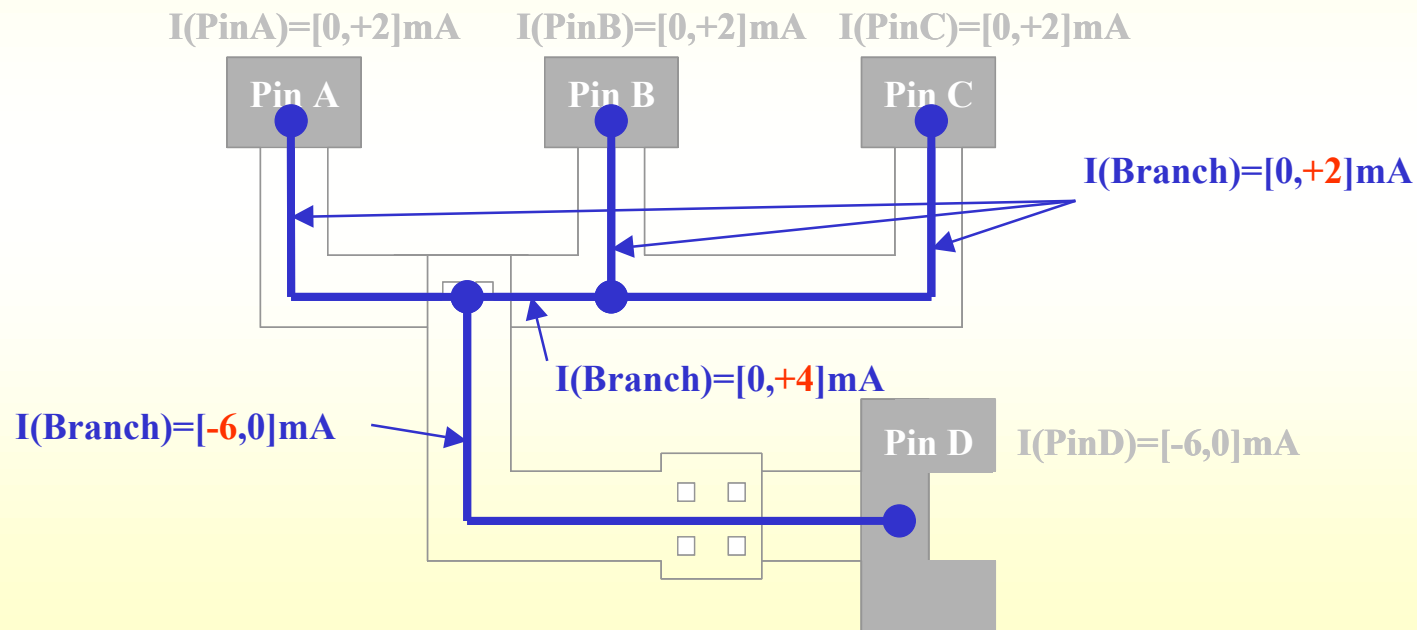 I(PinA)=[0,+2]mA
I(PinB)=[0,+2]mA
I(PinC)=[0,+2]mA
Pin A
Pin B
Pin C
I(Branch)=[0,+2]mA
I(Branch)=[0,+4]mA
I(Branch)=[-6,0]mA
Pin D
I(PinD)=[-6,0]mA